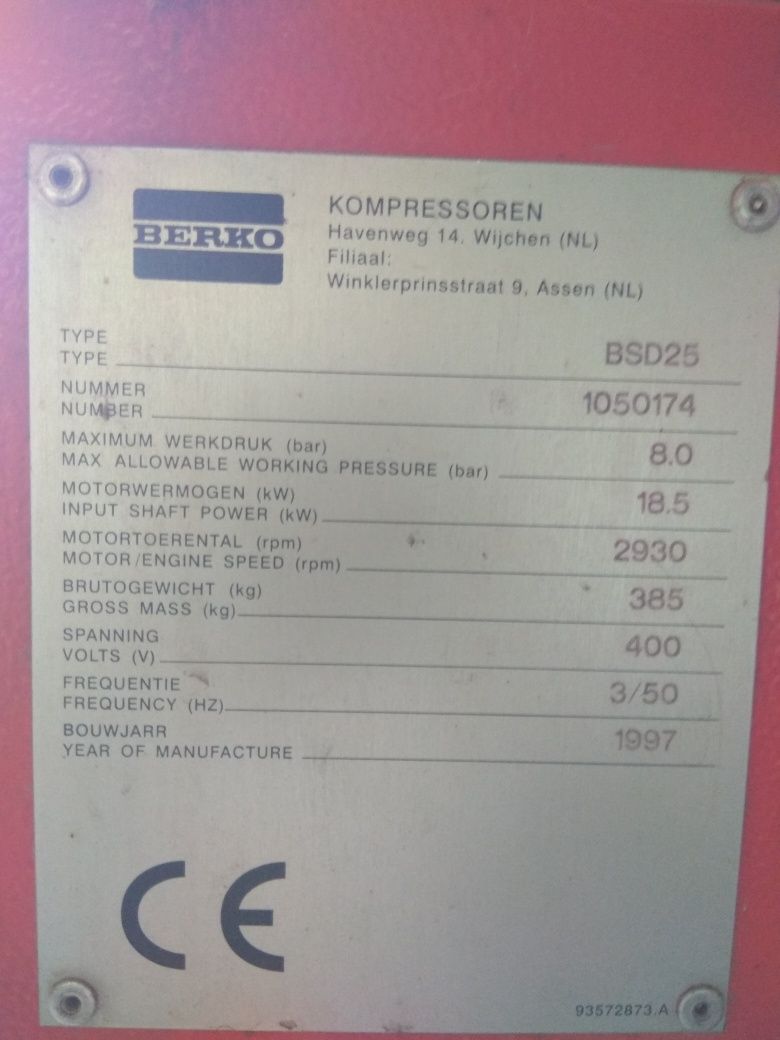 BERKO
KOMPRESSOREN
Havenweg 14, Wijchen (NL)
Filiaal:
Winklerprinsstraat 9, Assen (NL)
TYPE
TYPE BSD25
NUMMER
NUMBER 1050174
MAXIMUM WERKDRUK (bar)
MAX ALLOWABLE WORKING PRESSURE (bar) 8.0
MOTORWERMOGEN (kW)
INPUT SHAFT POWER (kW) 18.5
MOTORTOERENTAL (rpm)
MOTOR/ENGINE SPEED (rpm) 2930
BRUTOGEWICHT (kg)
GROSS MASS (kg) 385
SPANNING
VOLTS (V) 400
FREQUENTIE
FREQUENCY (HZ) 3/50
BOUWJARR
YEAR OF MANUFACTURE 1997
CE
93572873.A